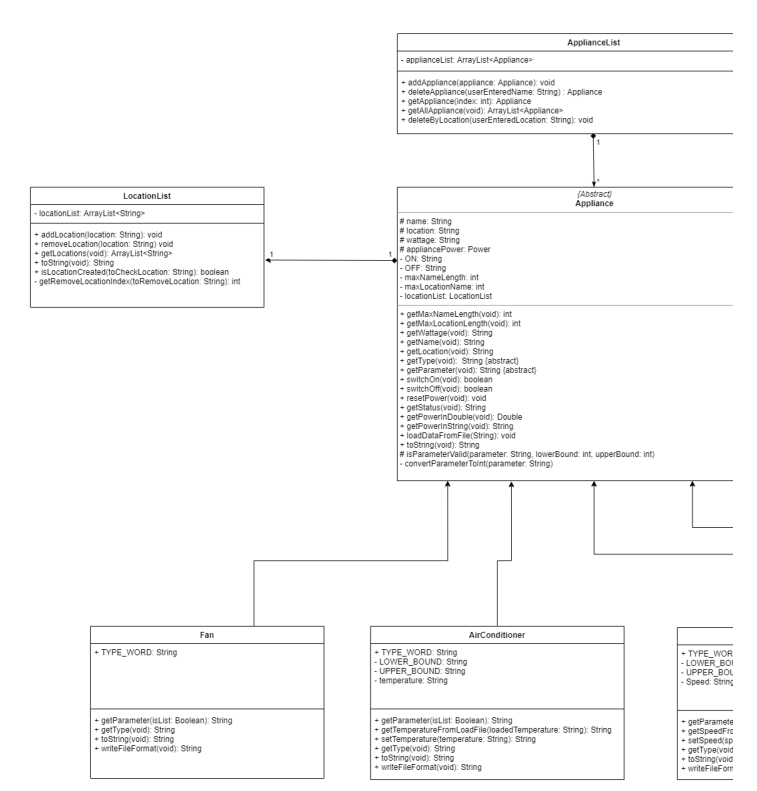 ApplianceList
- applianceList: ArrayList<Appliance>
+ addAppliance(appliance: Appliance): void
+ deleteAppliance(userEnteredName: String) : Appliance
+ getAppliance(index: int): Appliance
+ getAllAppliance(void): ArrayList<Appliance>
+ deleteByLocation(userEnteredLocation: String): void
1
*
LocationList
- locationList: ArrayList<String>
+ addLocation(location: String): void
+ removeLocation(location: String) void
+ getLocations(void): ArrayList<String>
+ toString(void): String
+ isLocationCreated(toCheckLocation: String): boolean
- getRemoveLocationIndex(toRemoveLocation: String): int
1
1
{Abstract}
Appliance
# name: String
# location: String
# wattage: String
# appliancePower: Power
- ON: String
- OFF: String
- maxNameLength: int
- maxLocationName: int
- locationList: LocationList
+ getMaxNameLength(void): int
+ getMaxLocationLength(void): int
+ getWattage(void): String
+ getName(void): String
+ getLocation(void): String
+ getType(void): String {abstract}
+ getParameter(void): String {abstract}
+ switchOn(void): boolean
+ switchOff(void): boolean
+ resetPower(void): void
+ getStatus(void): String
+ getPowerInDouble(void): Double
+ getPowerInString(void): String
+ loadDataFromFile(String): void
+ toString(void): String
# isParameterValid(parameter: String, lowerBound: int, upperBound: int)
- convertParameterToInt(parameter: String)
Fan
+ TYPE_WORD: String
+ getParameter(isList: Boolean): String
+ getType(void): String
+ toString(void): String
+ writeFileFormat(void): String
AirConditioner
+ TYPE_WORD: String
- LOWER_BOUND: String
- UPPER_BOUND: String
- temperature: String
+ getParameter(isList: Boolean): String
+ getTemperatureFromLoadFile(loadedTemperature: String): String
+ setTemperature(temperature: String): String
+ getType(void): String
+ toString(void): String
+ writeFileFormat(void): String
+ TYPE_WOR
- LOWER_BOU
- UPPER_BOU
- Speed: String
+ getParamete
+ getSpeedFro
+ setSpeed(sp
+ getType(void
+ toString(void
+ writeFileForm